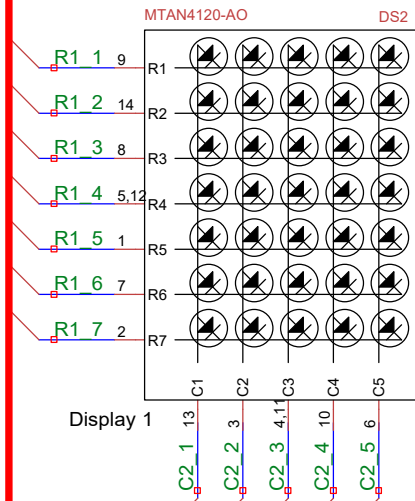 MTAN4120-AO DS2
R1_1 9 R1
R1_2 14 R2
R1_3 8 R3
R1_4 5,12 R4
R1_5 1 R5
R1_6 7 R6
R1_7 2 R7
C1 C2 C3 C4 C5
Display 1
13 3 4,11 10 6
C2_1 C2_2 C2_3 C2_4 C2_5